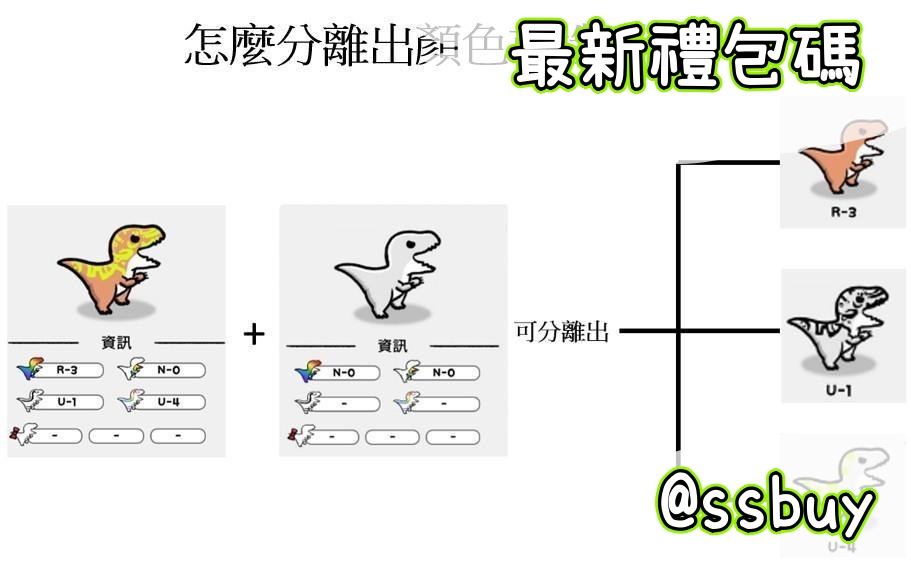 怎麼分離出顏色
最新禮包碼
R-3
資訊
R-3 N-0
U-1 U-4
- - -
+
資訊
N-0 N-0
- -
- - -
可分離出
U-1
@ssbuy
U-4